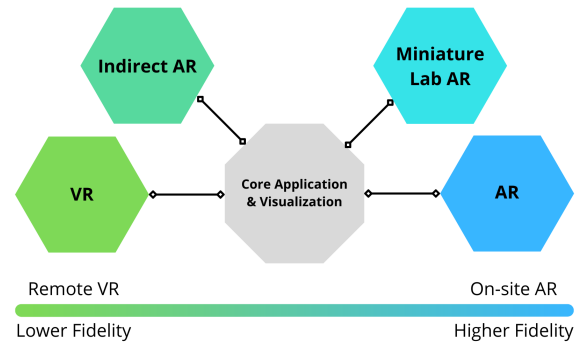 Indirect AR
Miniature
Lab AR
VR
Core Application
& Visualization
AR
Remote VR
On-site AR
Lower Fidelity
Higher Fidelity